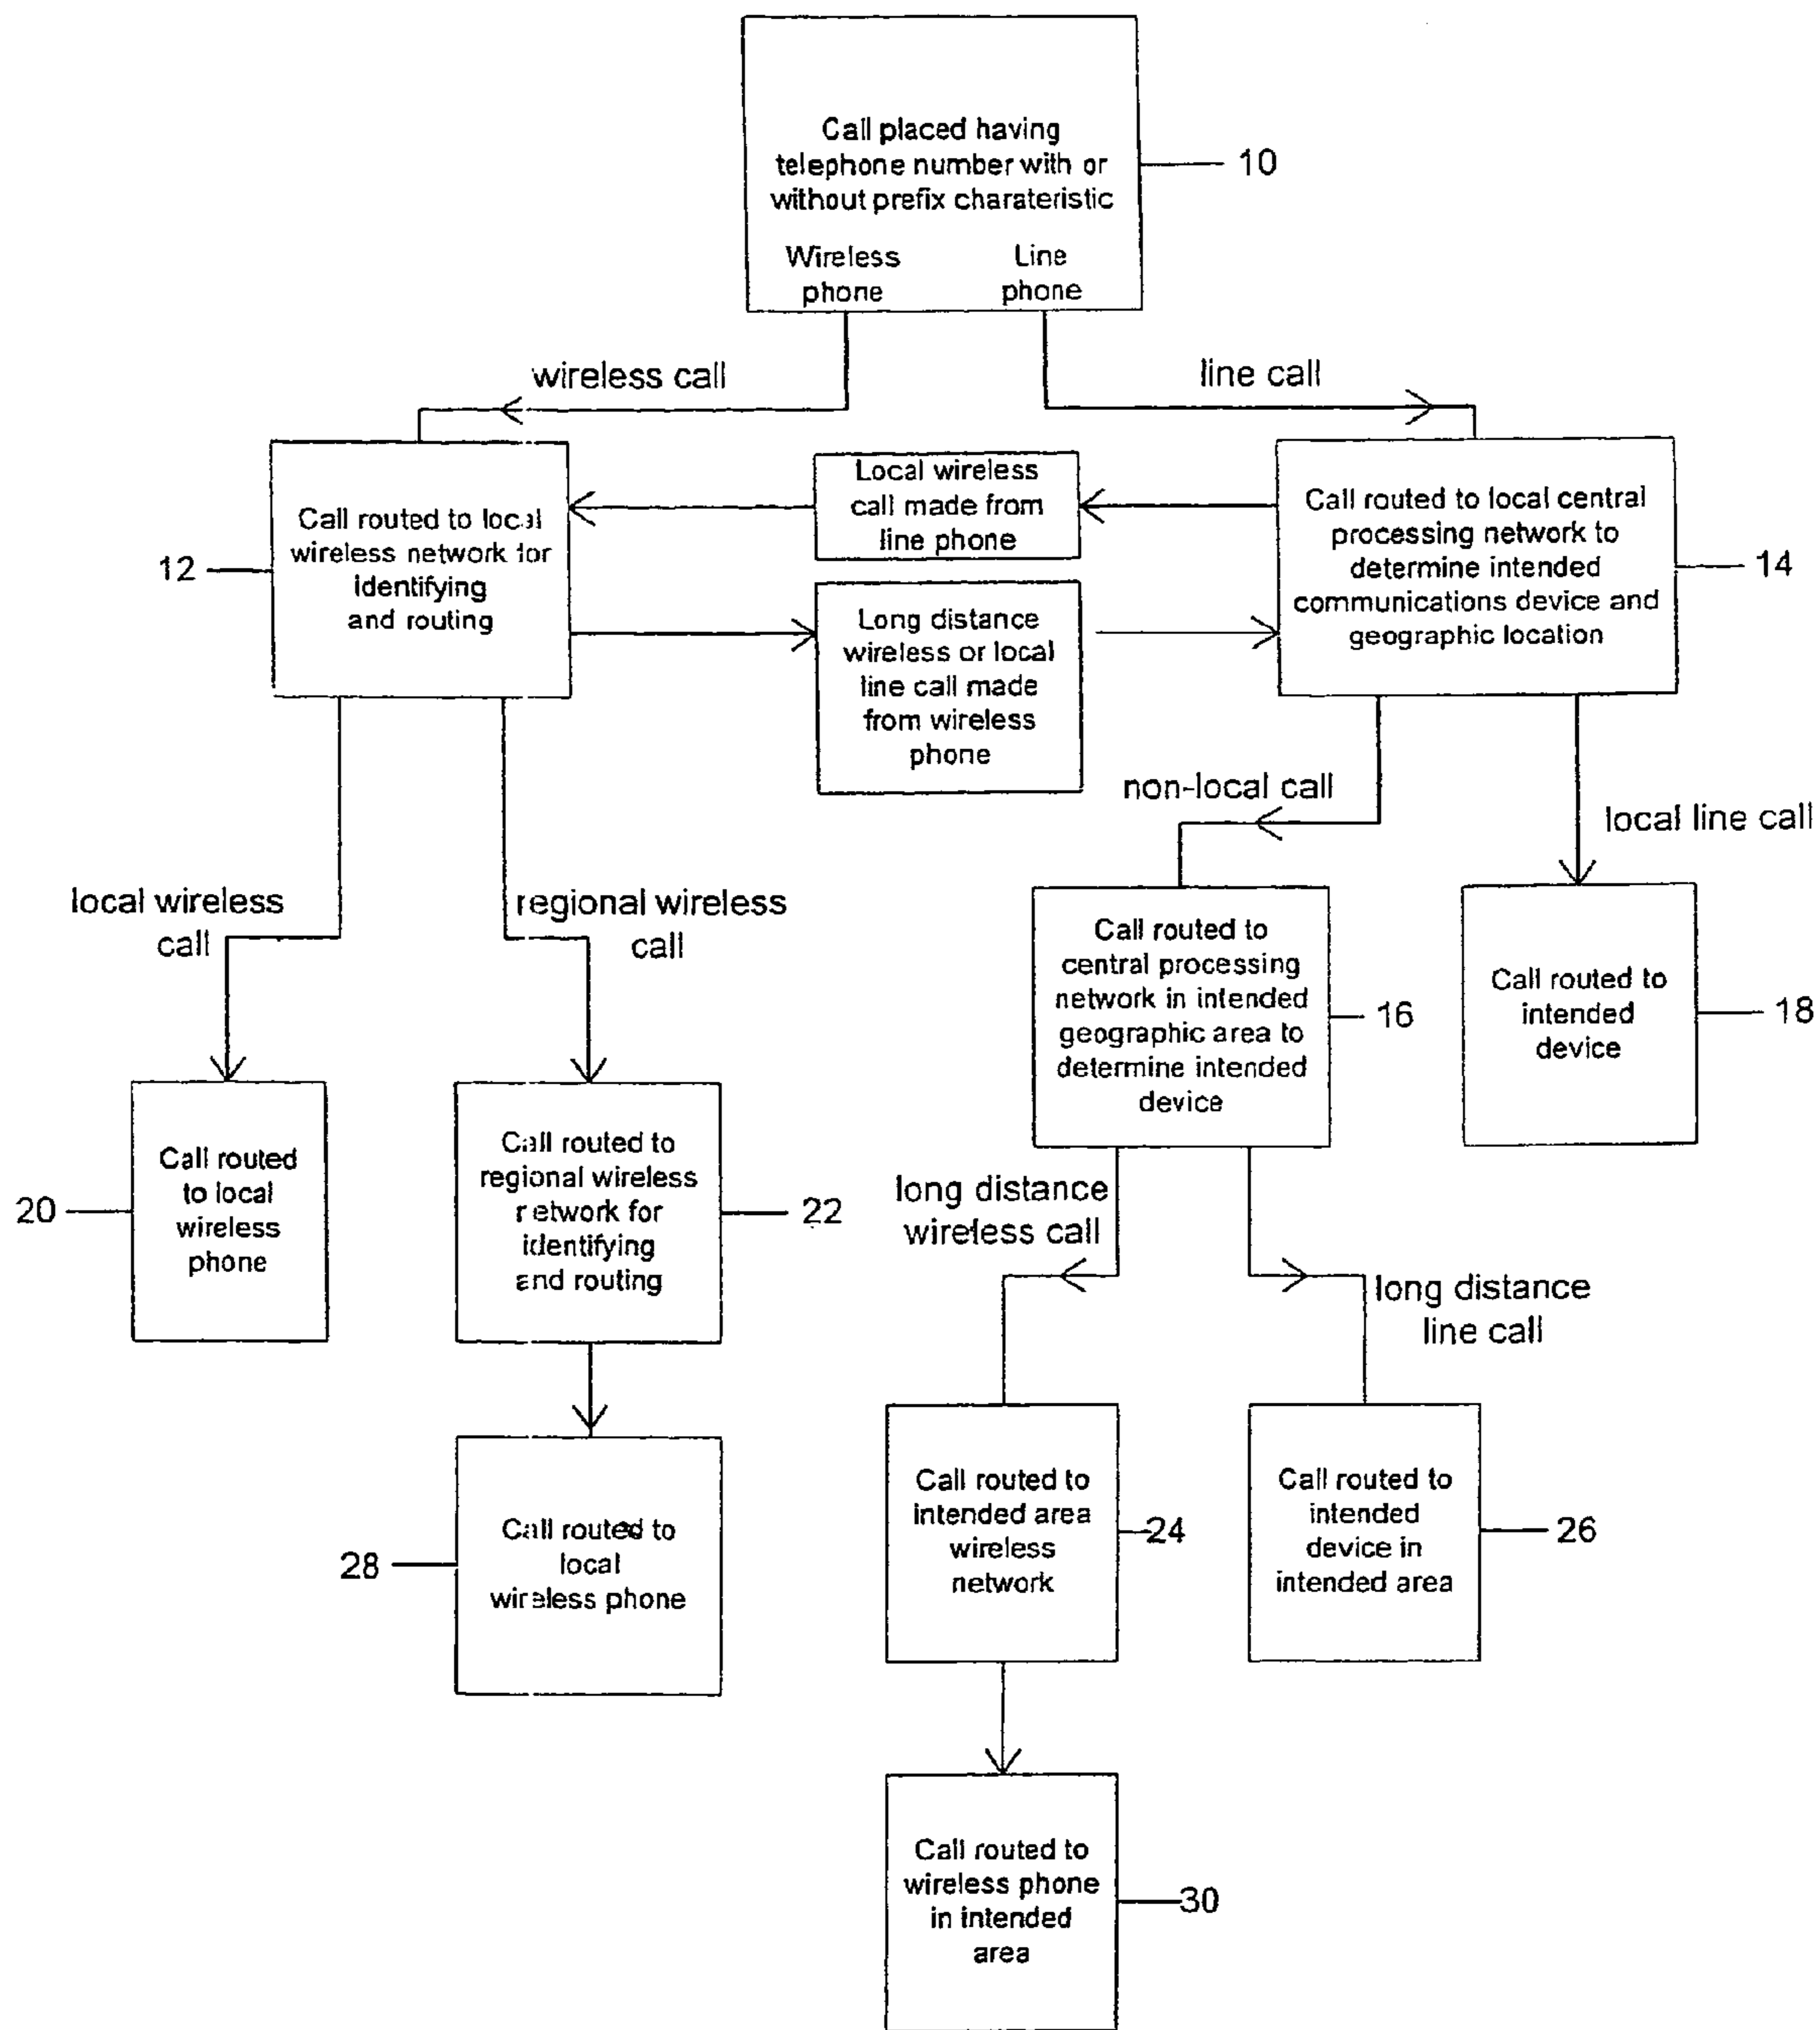 Call placed having
telephone number with or
without prefix charateristic
Wireless
phone
Line
phone
10
wireless call
line call
Call routed to local
wireless network for
identifying
and routing
12
Local wireless
call made from
line phone
Long distance
wireless or local
line call made
from wireless
phone
Call routed to local central
processing network to
determine intended
communications device and
geographic location
14
local wireless
call
regional wireless
call
non-local call
local line call
Call routed to
central processing
network in intended
geographic area to
determine intended
device
16
Call routed to
intended
device
18
Call routed
to local
wireless
phone
20
Call routed to
regional wireless
network for
identifying
and routing
22
long distance
wireless call
long distance
line call
Call routed to
local
wireless phone
28
Call routed to
intended area
wireless
network
24
Call routed to
intended
device in
intended area
26
Call routed to
wireless phone
in intended
area
30